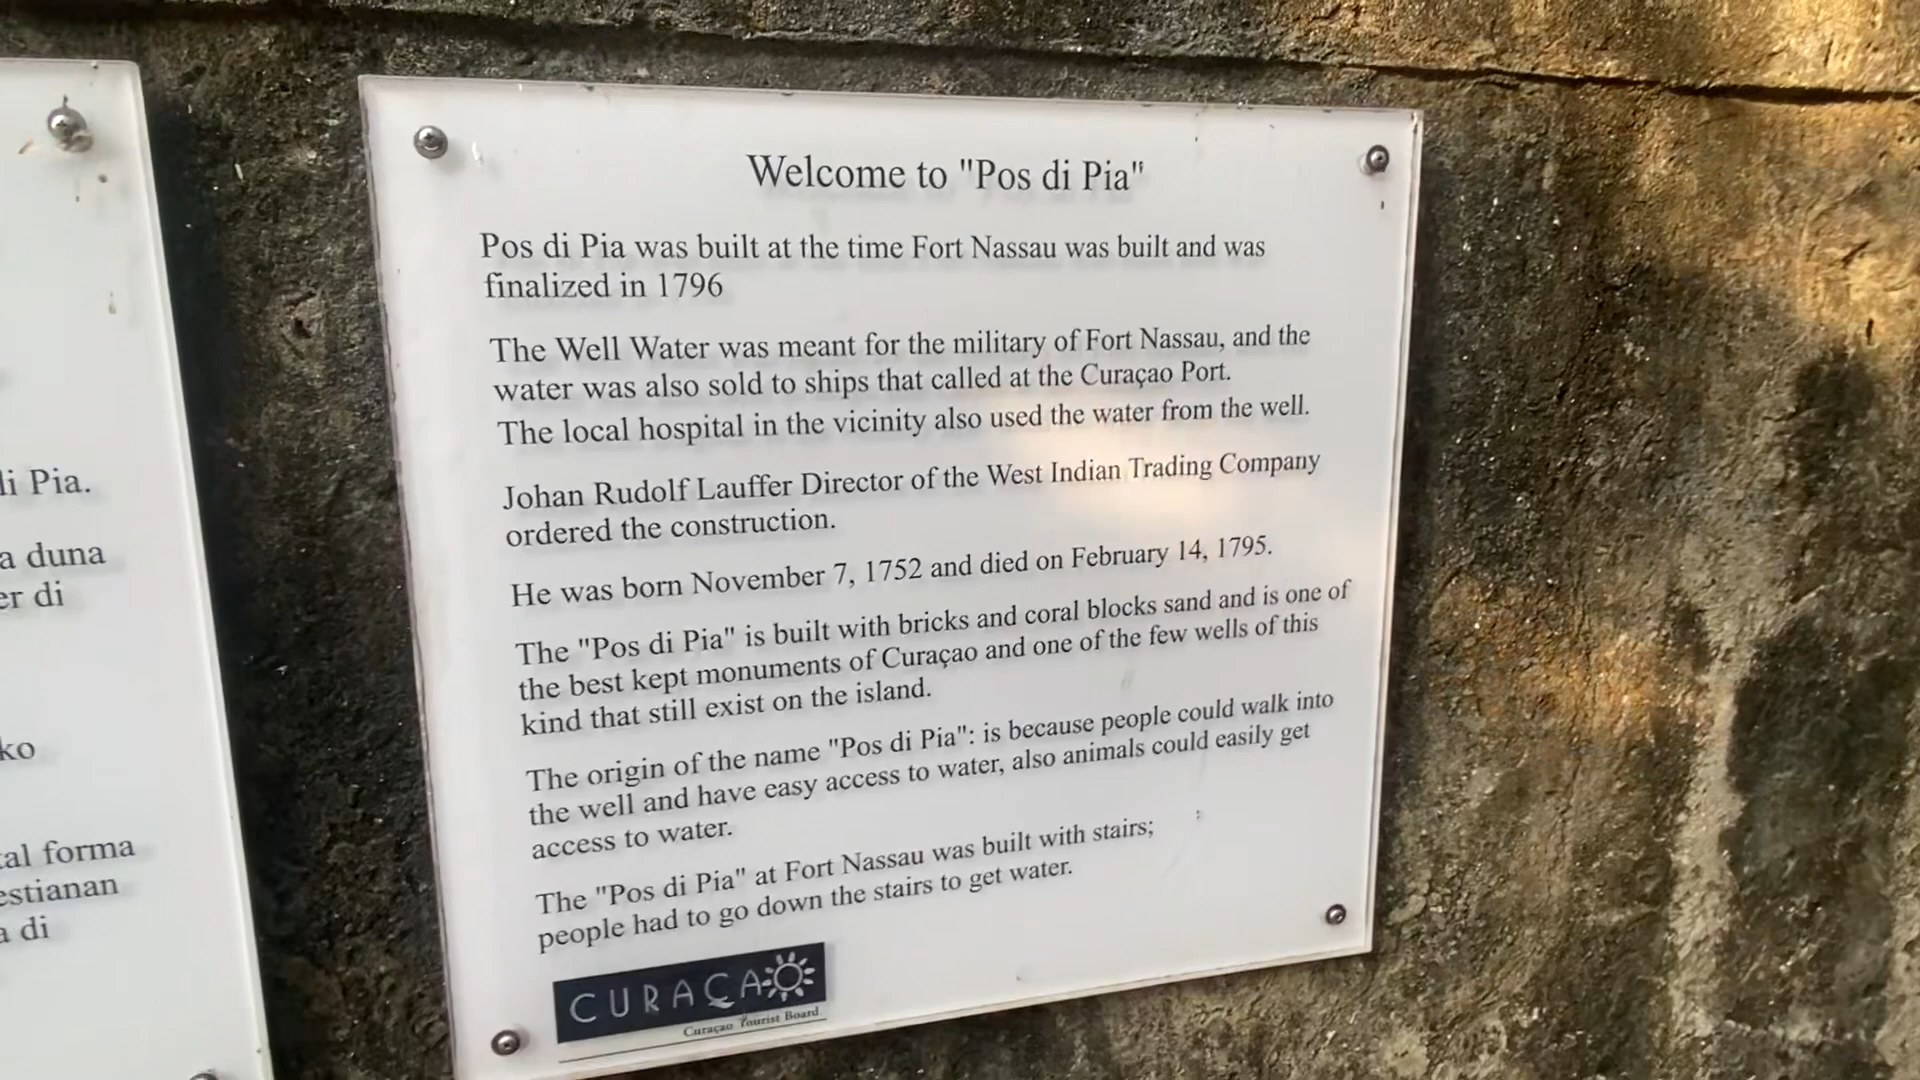 li Pia.
a duna
er di
ko
tal forma
estianan
a di
Welcome to "Pos di Pia"
Pos di Pia was built at the time Fort Nassau was built and was
finalized in 1796
The Well Water was meant for the military of Fort Nassau, and the
water was also sold to ships that called at the Curaçao Port.
The local hospital in the vicinity also used the water from the well.
Johan Rudolf Lauffer Director of the West Indian Trading Company
ordered the construction.
He was born November 7, 1752 and died on February 14, 1795.
The "Pos di Pia" is built with bricks and coral blocks sand and is one of
the best kept monuments of Curaçao and one of the few wells of this
kind that still exist on the island.
The origin of the name "Pos di Pia": is because people could walk into
the well and have easy access to water, also animals could easily get
access to water.
The "Pos di Pia" at Fort Nassau was built with stairs;
people had to go down the stairs to get water.
CURAÇAO
Curaçao Tourist Board